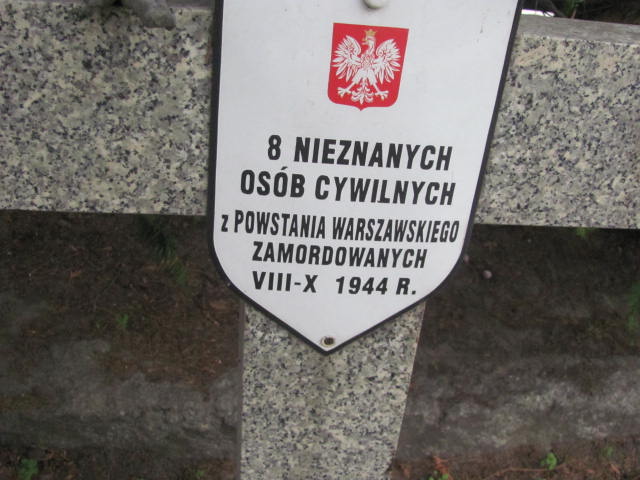 8 NIEZNANYCH
OSÓB CYWILNYCH
z POWSTANIA WARSZAWSKIEGO
ZAMORDOWANYCH
VIII-X 1944 R.